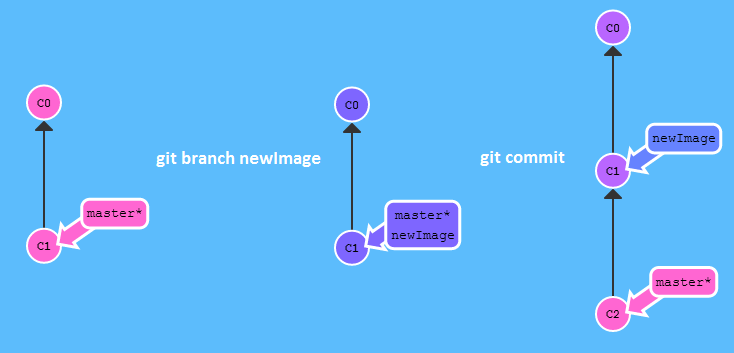 C0
C1
master*
git branch newImage
C0
C1
master*
newImage
git commit
C0
C1
newImage
C2
master*